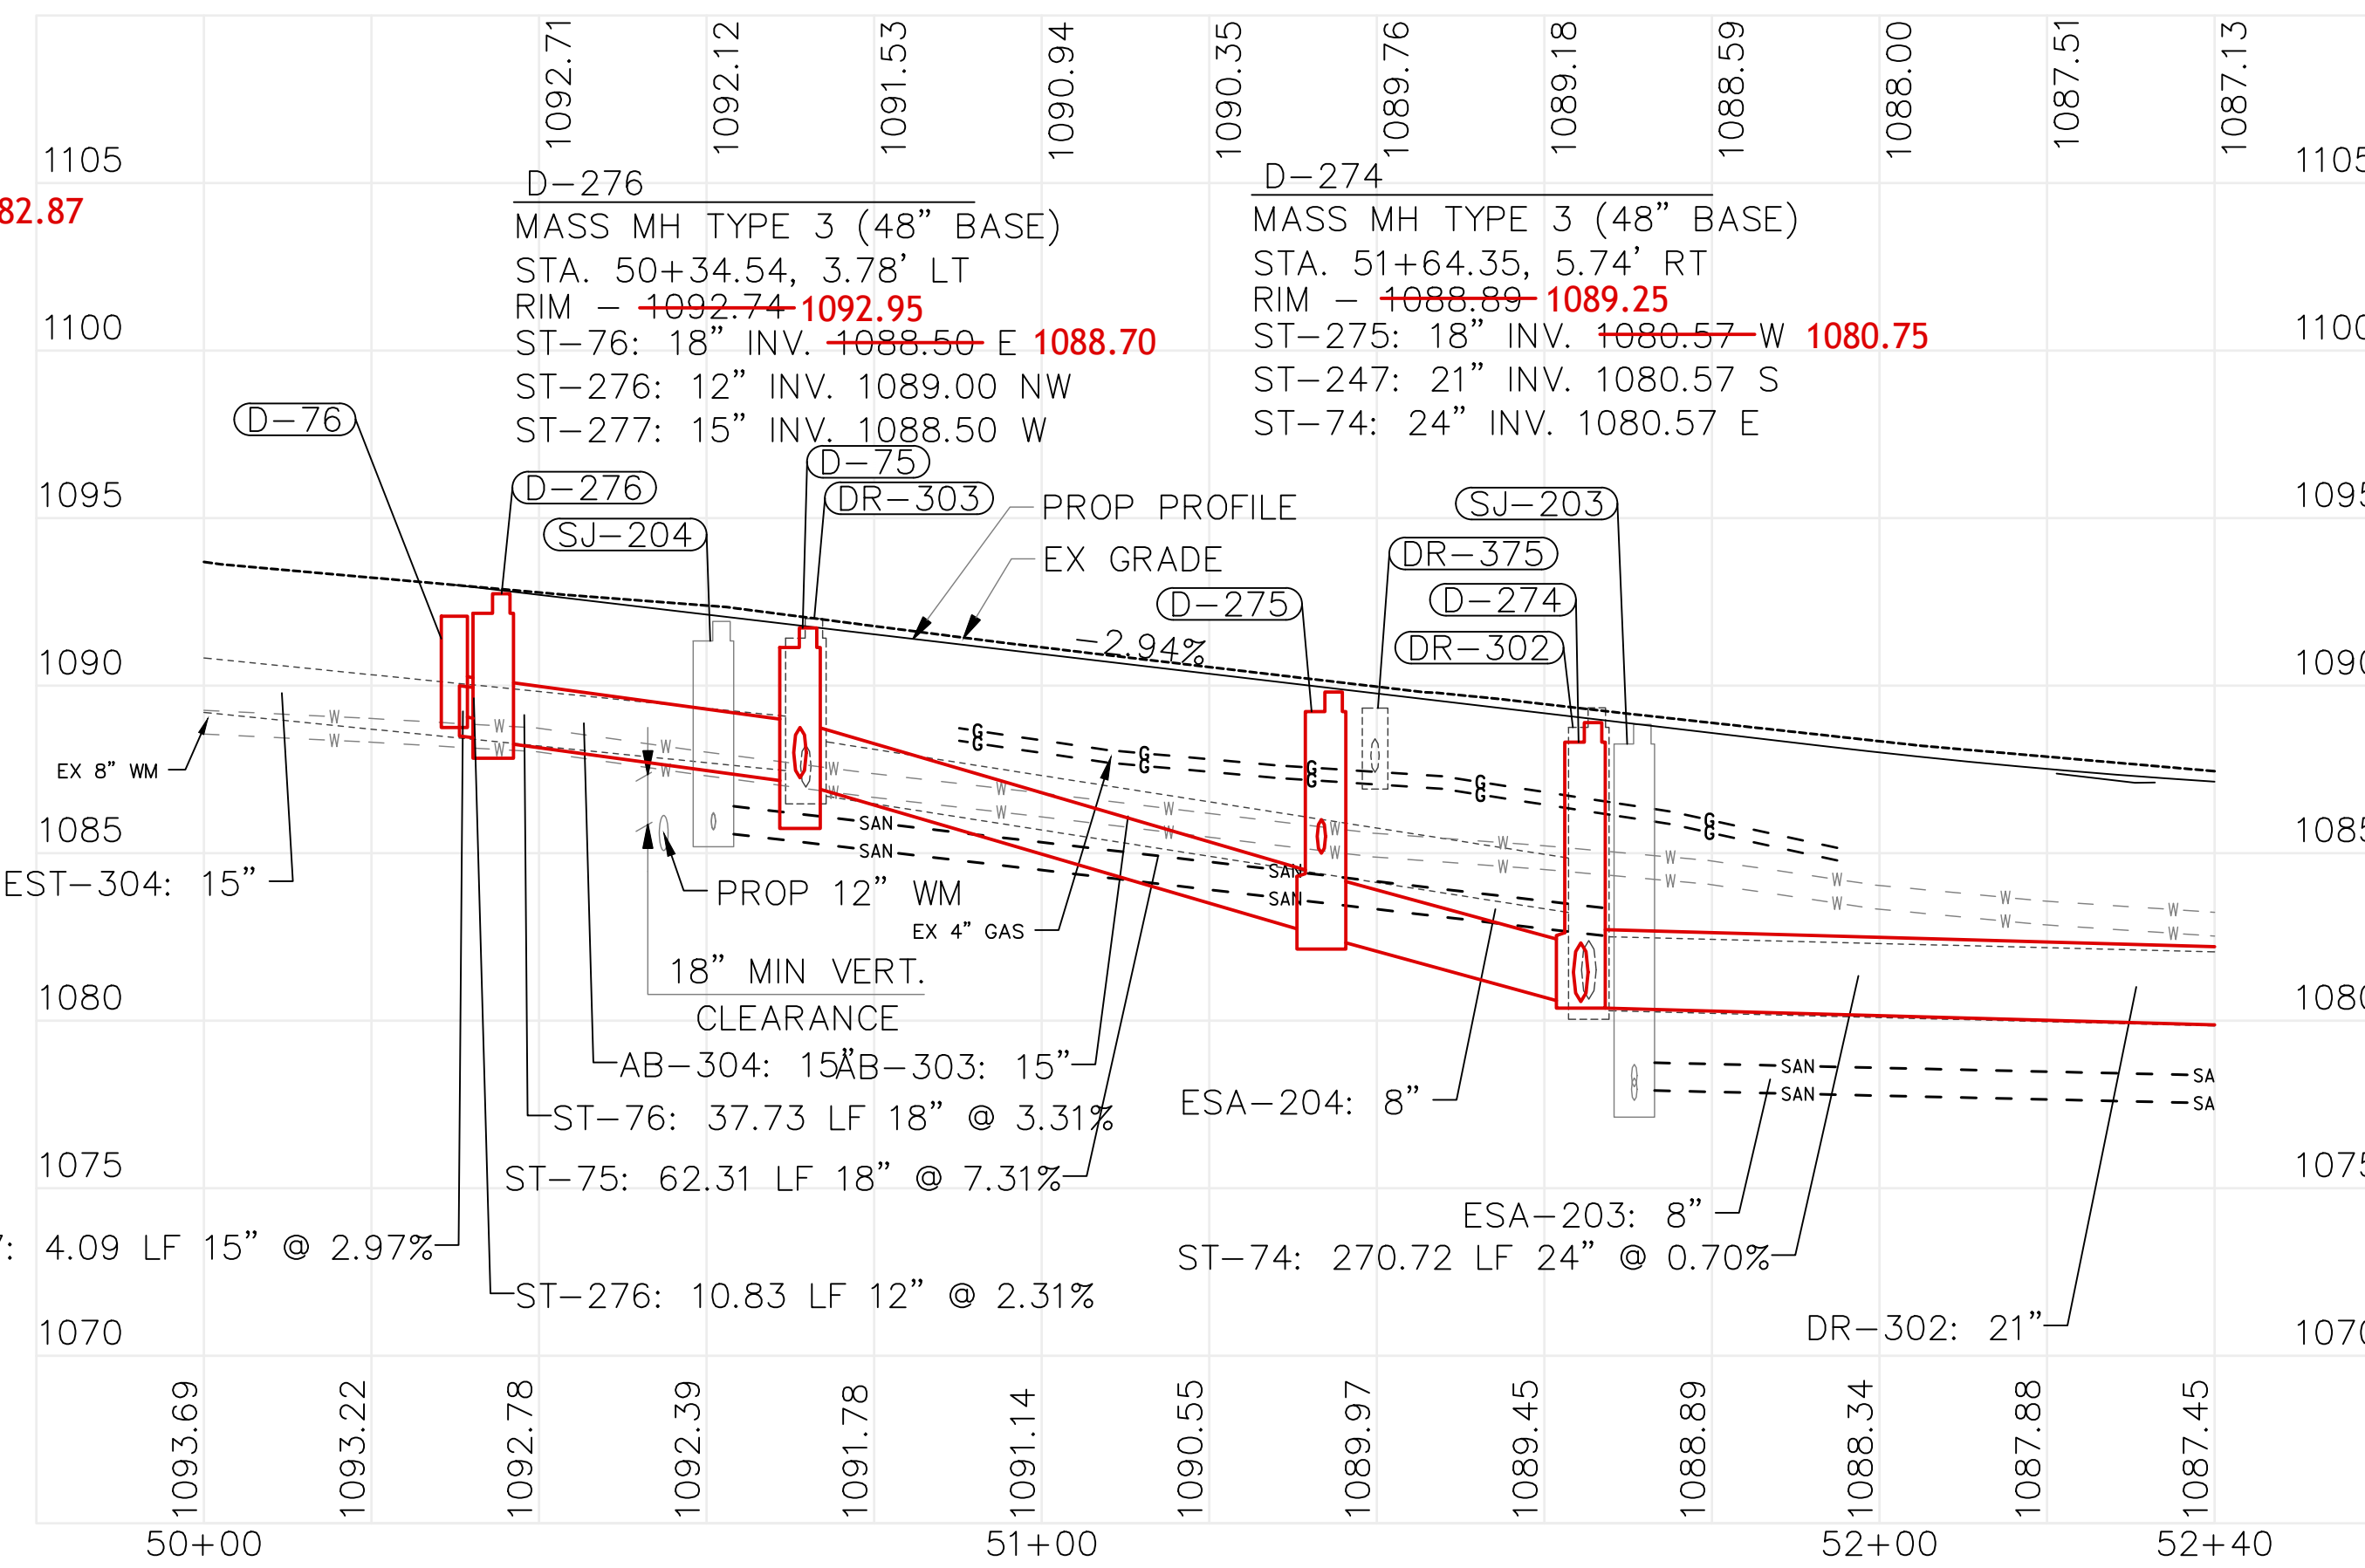 1092.71
1092.12
1091.53
1090.94
1090.35
1089.76
1089.18
1088.59
1088.00
1087.51
1087.13
1105
1100
1095
1090
1085
1080
1075
1070
82.87
D-276
MASS MH TYPE 3 (48" BASE)
STA. 50+34.54, 3.78' LT
RIM - 1092.74 1092.95
ST-76: 18" INV. 1088.50 E 1088.70
ST-276: 12" INV. 1089.00 NW
ST-277: 15" INV. 1088.50 W
D-274
MASS MH TYPE 3 (48" BASE)
STA. 51+64.35, 5.74' RT
RIM - 1088.89 1089.25
ST-275: 18" INV. 1080.57 W 1080.75
ST-247: 21" INV. 1080.57 S
ST-74: 24" INV. 1080.57 E
D-76
D-276
SJ-204
D-75
DR-303
PROP PROFILE
EX GRADE
-2.94%
D-275
SJ-203
DR-375
D-274
DR-302
EX 8" WM
EST-304: 15"
W W W W W W W W W W W W
W W W W W W W W W W W W
G G G G G
G G G G G
SAN SAN
SAN SAN
PROP 12" WM
EX 4" GAS
18" MIN VERT.
CLEARANCE
AB-304: 15"
AB-303: 15"
ST-76: 37.73 LF 18" @ 3.31%
ST-75: 62.31 LF 18" @ 7.31%
7: 4.09 LF 15" @ 2.97%
ST-276: 10.83 LF 12" @ 2.31%
ESA-204: 8"
SAN SA
SAN SA
ESA-203: 8"
ST-74: 270.72 LF 24" @ 0.70%
DR-302: 21"
1105
1100
1095
1090
1085
1080
1075
1070
1093.69
1093.22
1092.78
1092.39
1091.78
1091.14
1090.55
1089.97
1089.45
1088.89
1088.34
1087.88
1087.45
50+00
51+00
52+00
52+40